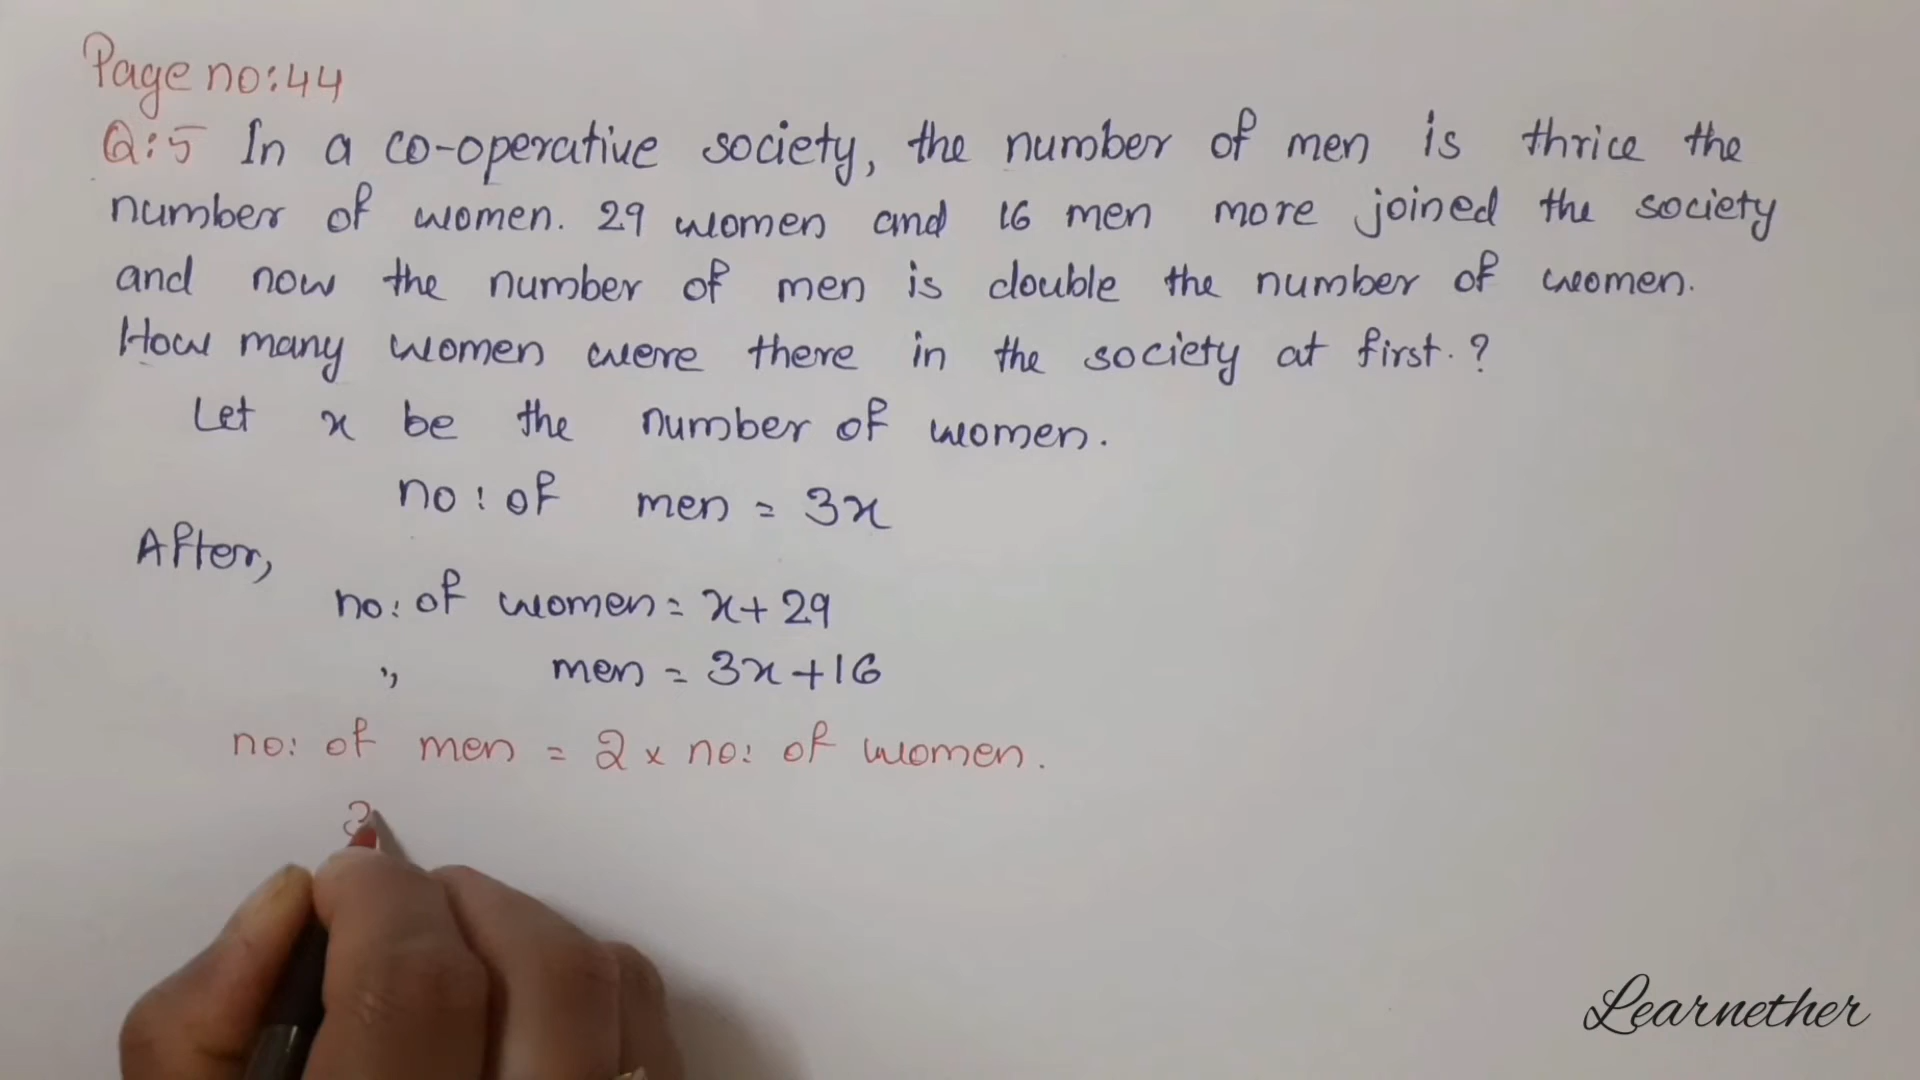 Page no:44
Q:5 In a co-operative society, the number of men is thrice the
number of women. 29 women and 16 men more joined the society
and now the number of men is double the number of women.
How many women were there in the society at first.?
Let x be the number of women.
no: of men = 3x
After,
no: of women = x+29
,, men = 3x+16
no: of men = 2 x no: of women.
3
Learnether